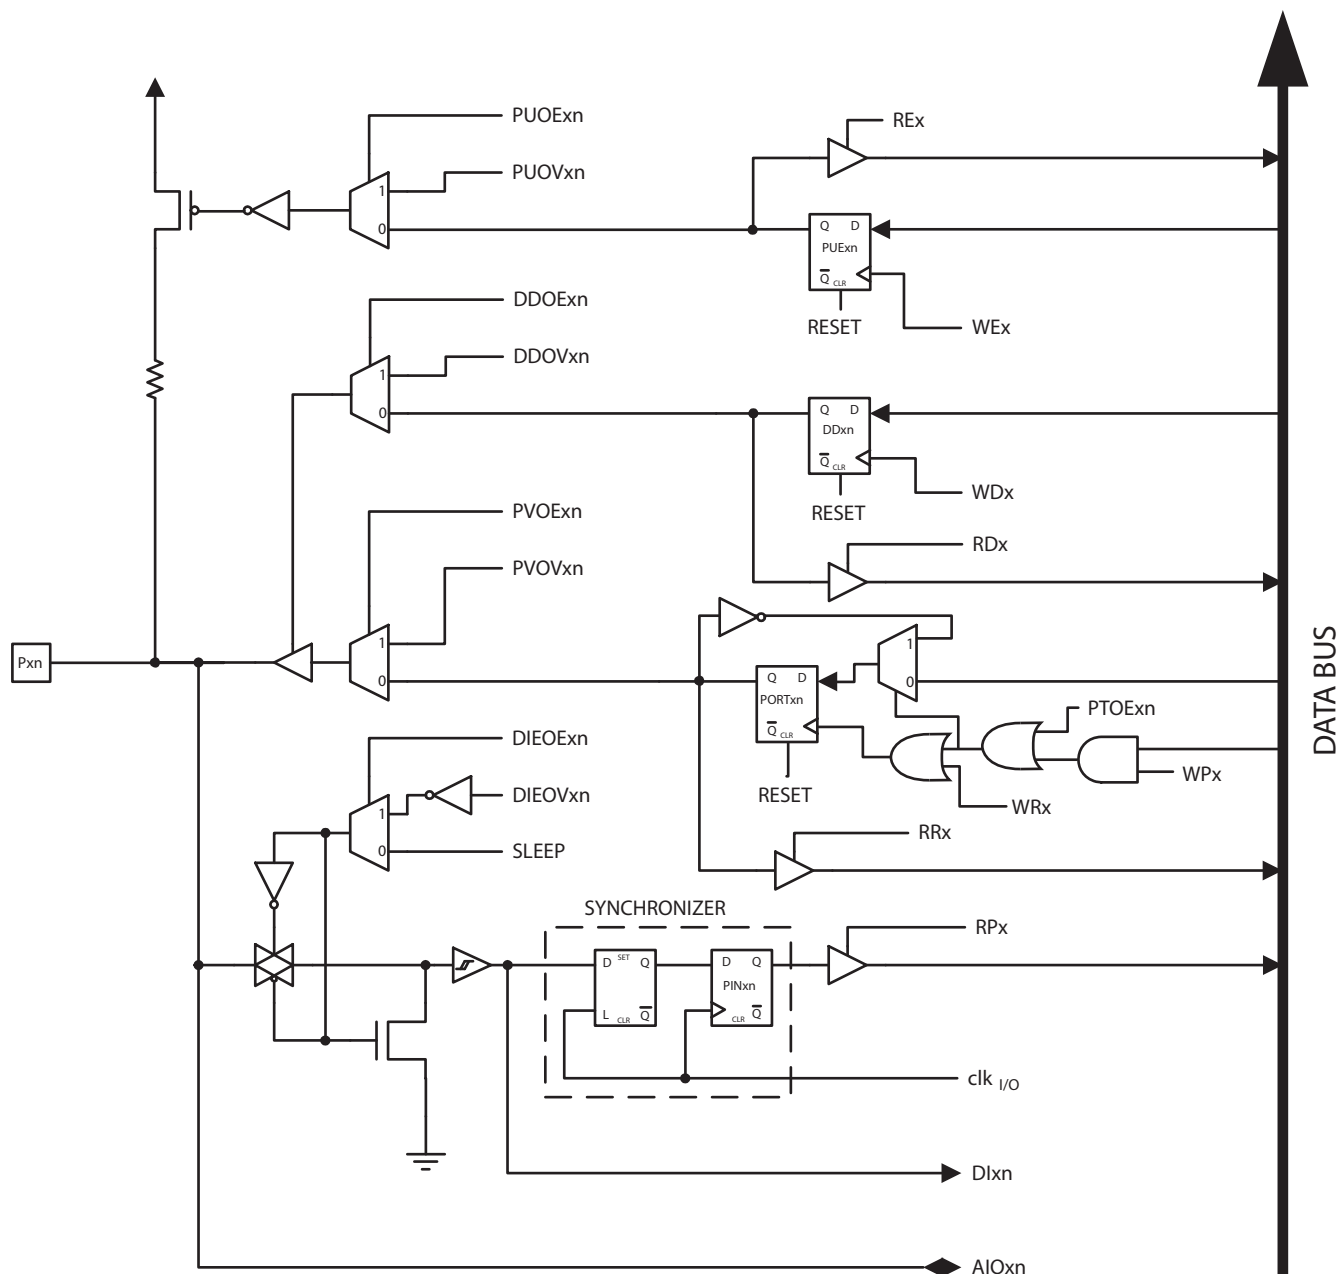 PUOExn
REx
PUOVxn
1
0
Q D
PUExn
Q CLR
RESET
WEx
DDOExn
DDOVxn
1
0
Q D
DDxn
Q CLR
RESET
WDx
PVOExn
RDx
PVOVxn
1
0
Pxn
1
0
Q D
PORTxn
Q CLR
RESET
PTOExn
WPx
WRx
DATA BUS
DIEOExn
DIEOVxn
1
0
SLEEP
RRx
SYNCHRONIZER
RPx
D SET Q
L CLR Q
D Q
PINxn
CLR Q
clk I/O
DIxn
AIOxn